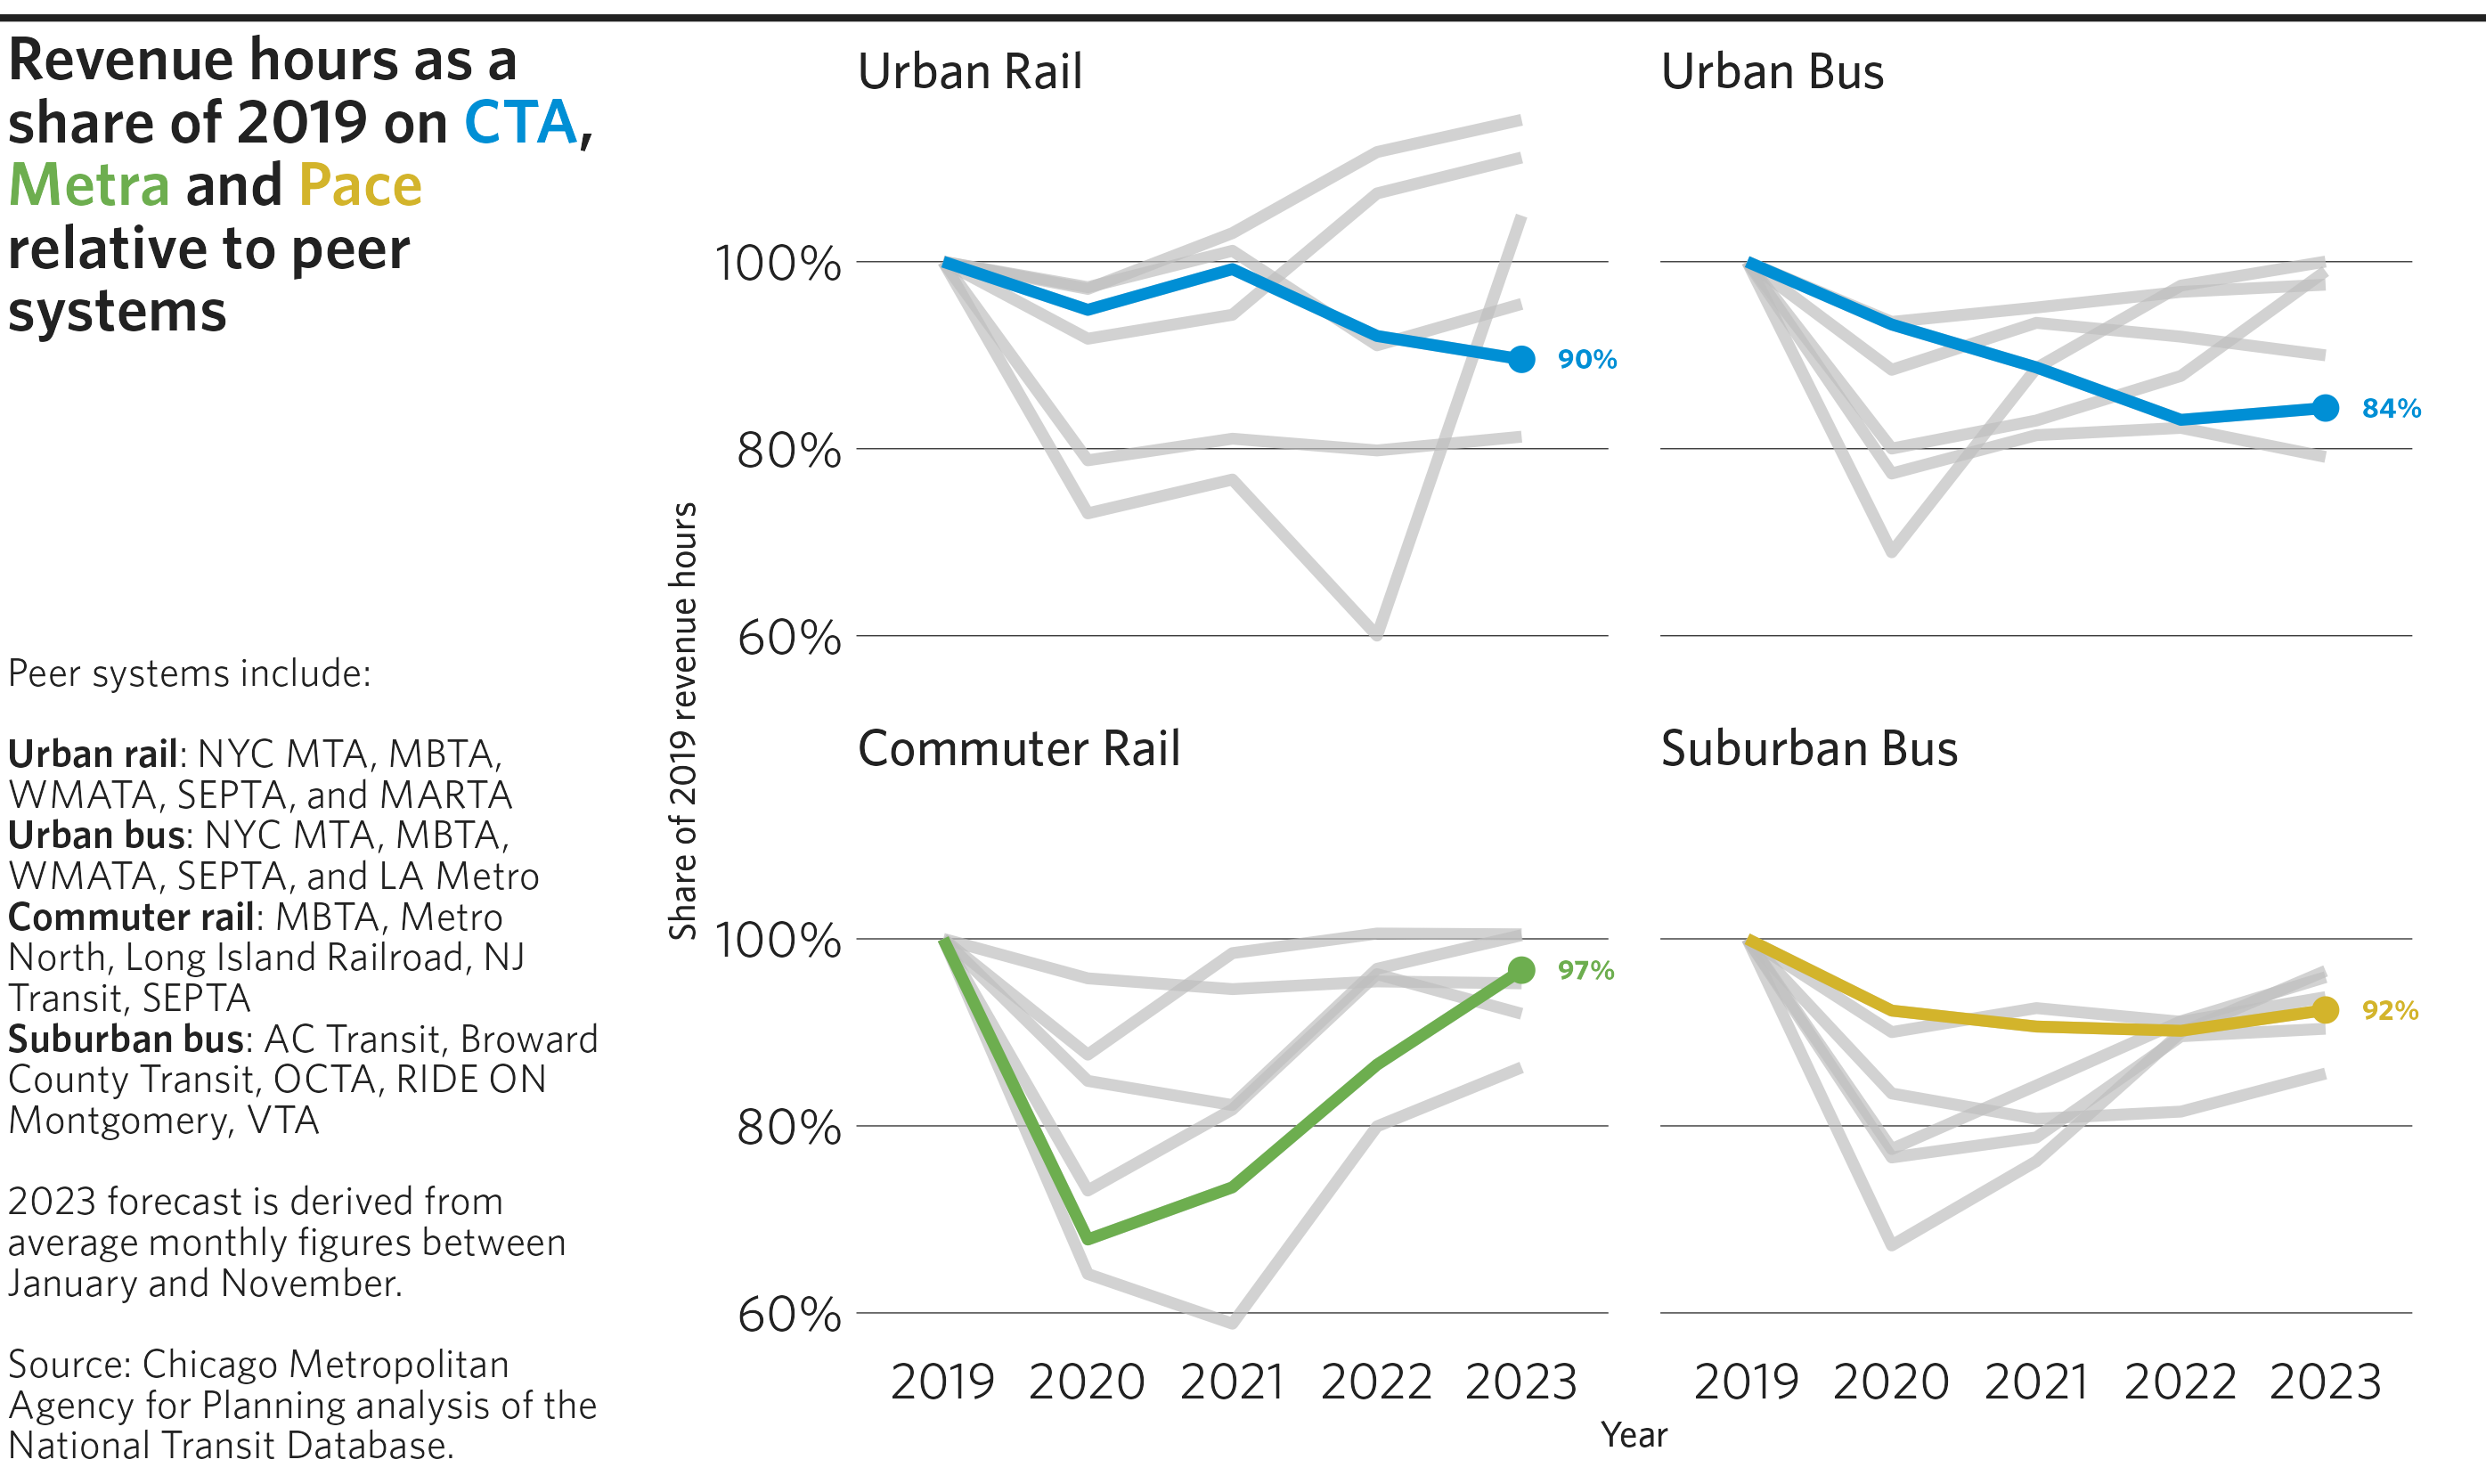 Revenue hours as a
share of 2019 on CTA,
Metra and Pace
relative to peer
systems
Peer systems include:
Urban rail: NYC MTA, MBTA,
WMATA, SEPTA, and MARTA
Urban bus: NYC MTA, MBTA,
WMATA, SEPTA, and LA Metro
Commuter rail: MBTA, Metro
North, Long Island Railroad, NJ
Transit, SEPTA
Suburban bus: AC Transit, Broward
County Transit, OCTA, RIDE ON
Montgomery, VTA
2023 forecast is derived from
average monthly figures between
January and November.
Source: Chicago Metropolitan
Agency for Planning analysis of the
National Transit Database.
Share of 2019 revenue hours
Urban Rail
100%
80%
60%
90%
Urban Bus
84%
Commuter Rail
100%
80%
60%
97%
2019 2020 2021 2022 2023
Suburban Bus
92%
2019 2020 2021 2022 2023
Year